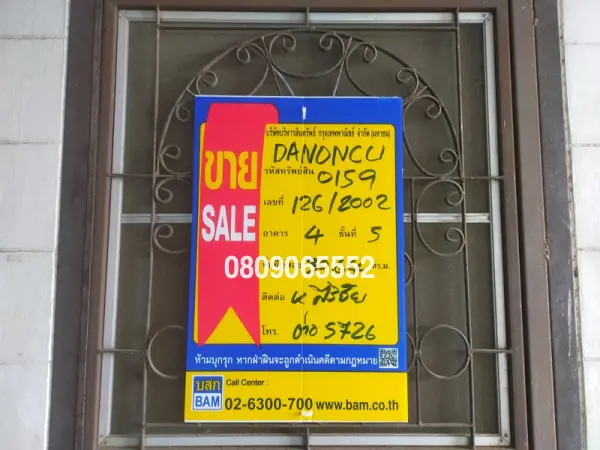 บริษัทบริหารสินทรัพย์ กรุงเทพพาณิชย์ จำกัด (มหาชน)
ขาย
SALE
DANONCU
รหัสทรัพย์สิน 0159
เลขที่ 126/2002
อาคาร 4 ชั้นที่ 5
0809065552
ตร.ม.
ติดต่อ
โทร. ต่อ 5726
ห้ามบุกรุก หากฝ่าฝืนจะถูกดำเนินคดีตามกฎหมาย
บสก
BAM
Call Center :
02-6300-700 www.bam.co.th